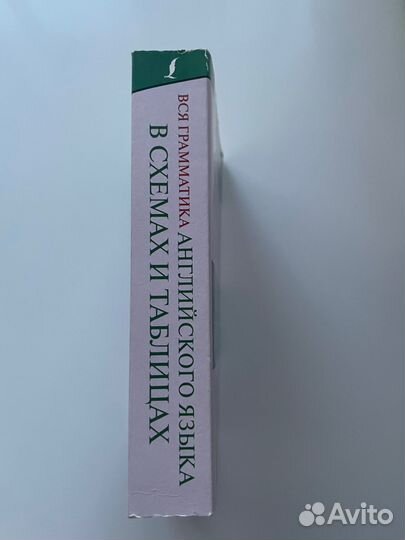 ВСЯ ГРАММАТИКА АНГЛИЙСКОГО ЯЗЫКА
В СХЕМАХ И ТАБЛИЦАХ
Avito